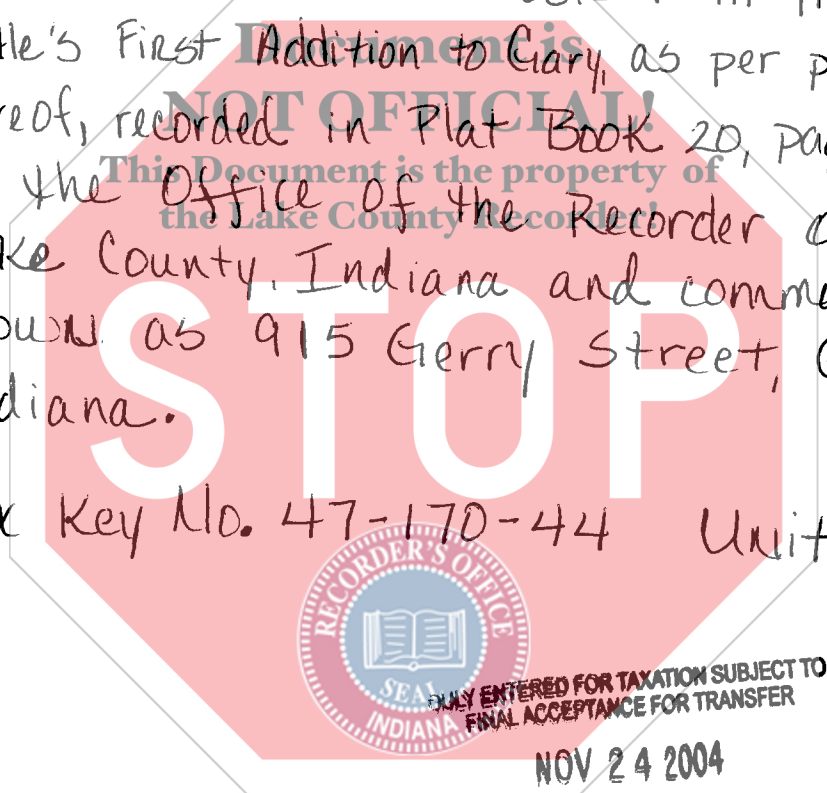 tle's First Addition to Gary, as per p
reof, recorded in Plat Book 20, pa
the Office of the Recorder o
ke County, Indiana and comme
own as 915 Gerry Street, G
diana.
Key No. 47-170-44 Unit
Document is
NOT OFFICIAL!
This Document is the property of
the Lake County Recorder!
STOP
RECORDER'S OFFICE
SEAL
INDIANA
DULY ENTERED FOR TAXATION SUBJECT TO
FINAL ACCEPTANCE FOR TRANSFER
NOV 24 2004